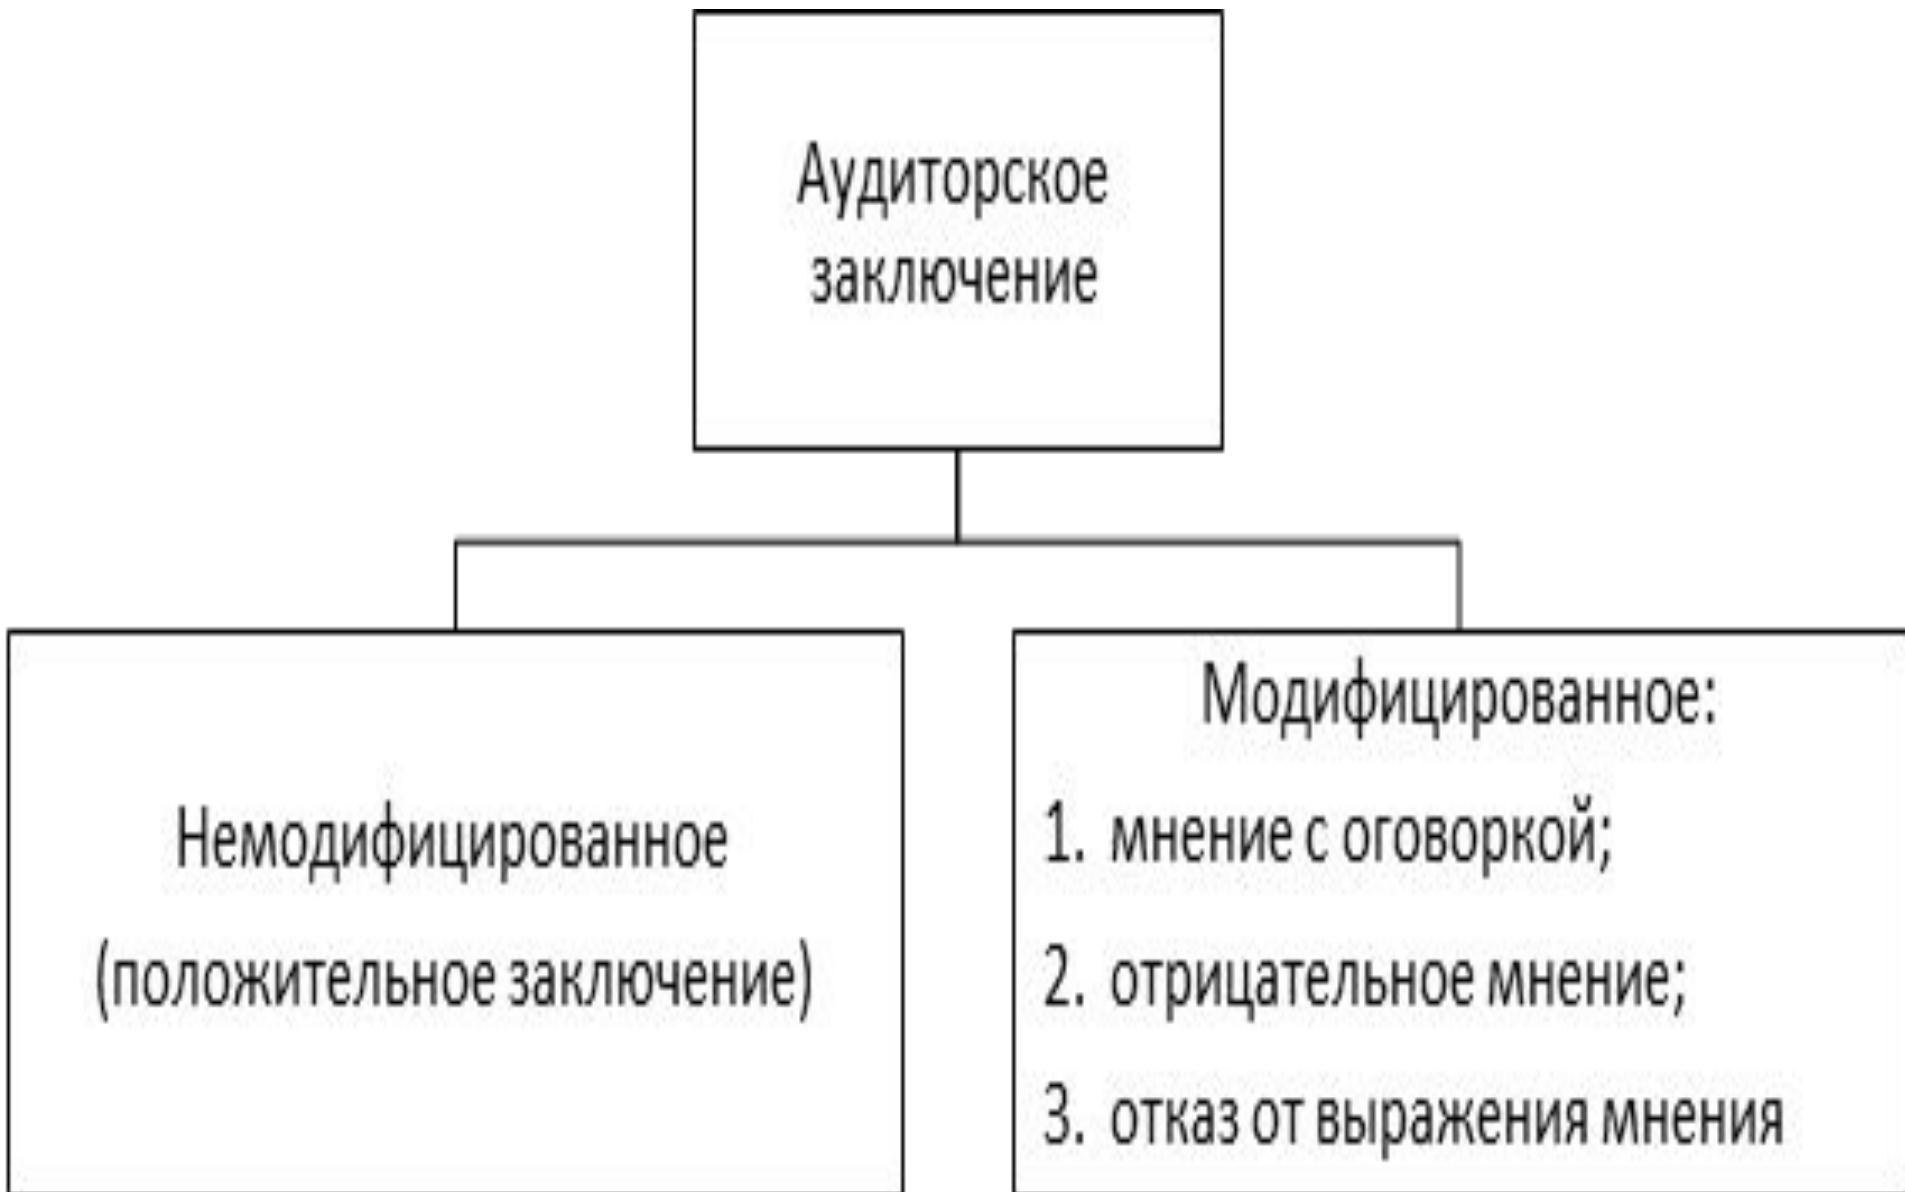 Аудиторское
заключение
Немодифицированное
(положительное заключение)
Модифицированное:
1. мнение с оговоркой;
2. отрицательное мнение;
3. отказ от выражения мнения